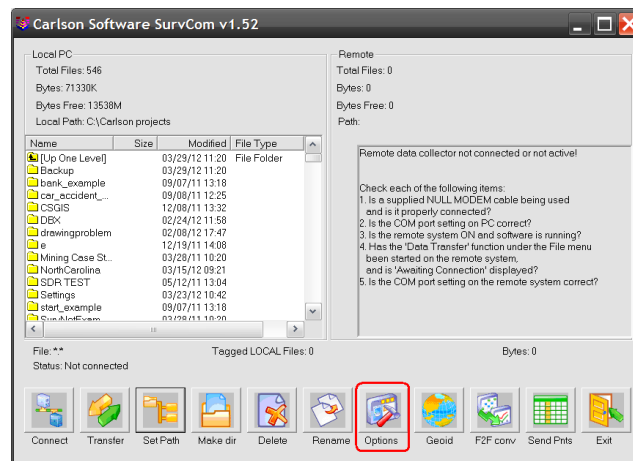 Carlson Software SurvCom v1.52
Local PC
Total Files: 546
Bytes: 71330K
Bytes Free: 13538M
Local Path: C:\Carlson projects
Name Size Modified File Type
[Up One Level] 03/29/12 11:20 File Folder
Backup 03/29/12 11:20
bank_example 09/07/11 13:18
car_accident_... 09/08/11 12:25
CSGIS 12/08/11 13:32
DBX 02/24/12 11:58
drawingproblem 02/08/12 17:47
e 12/19/11 14:08
Mining Case St... 03/28/11 10:20
NorthCarolina 03/15/12 09:21
SDR TEST 05/12/11 13:04
Settings 03/23/12 10:42
start_example 09/07/11 13:18
SurvNetExam... 03/28/11 10:20
Remote
Total Files: 0
Bytes: 0
Bytes Free: 0
Path:
Remote data collector not connected or not active!
Check each of the following items:
1. Is a supplied NULL MODEM cable being used
and is it properly connected?
2. Is the COM port setting on PC correct?
3. Is the remote system ON and software is running?
4. Has the 'Data Transfer' function under the File menu
been started on the remote system,
and is 'Awaiting Connection' displayed?
5. Is the COM port setting on the remote system correct?
File: *.* Tagged LOCAL Files: 0 Bytes: 0
Status: Not connected
Connect Transfer Set Path Make dir Delete Rename Options Geoid F2F conv Send Pnts Exit